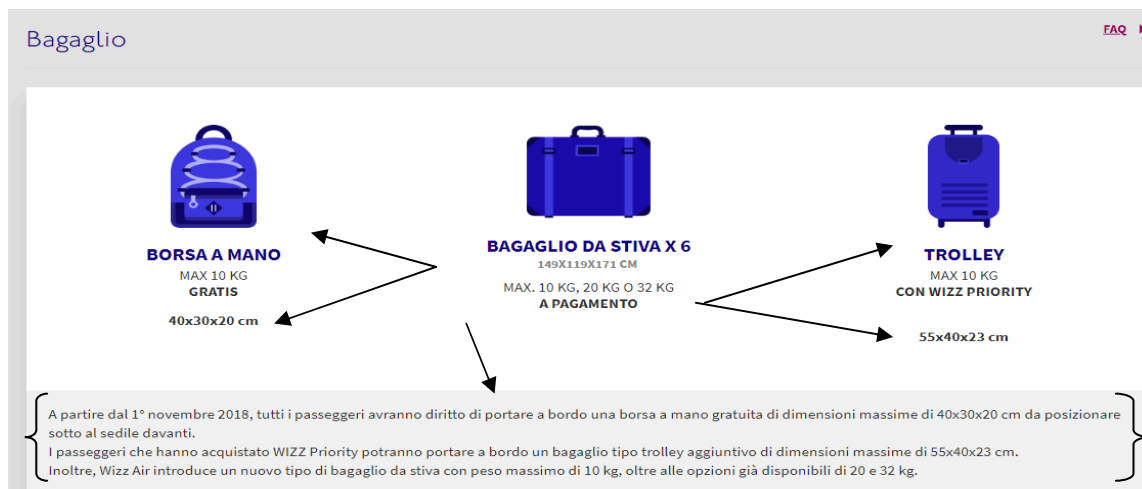 Bagaglio
FAQ
BORSA A MANO
MAX 10 KG
GRATIS
40x30x20 cm
BAGAGLIO DA STIVA X 6
149X119X171 CM
MAX. 10 KG, 20 KG O 32 KG
A PAGAMENTO
TROLLEY
MAX 10 KG
CON WIZZ PRIORITY
55x40x23 cm
A partire dal 1° novembre 2018, tutti i passeggeri avranno diritto di portare a bordo una borsa a mano gratuita di dimensioni massime di 40x30x20 cm da posizionare
sotto al sedile davanti.
I passeggeri che hanno acquistato WIZZ Priority potranno portare a bordo un bagaglio tipo trolley aggiuntivo di dimensioni massime di 55x40x23 cm.
Inoltre, Wizz Air introduce un nuovo tipo di bagaglio da stiva con peso massimo di 10 kg, oltre alle opzioni già disponibili di 20 e 32 kg.